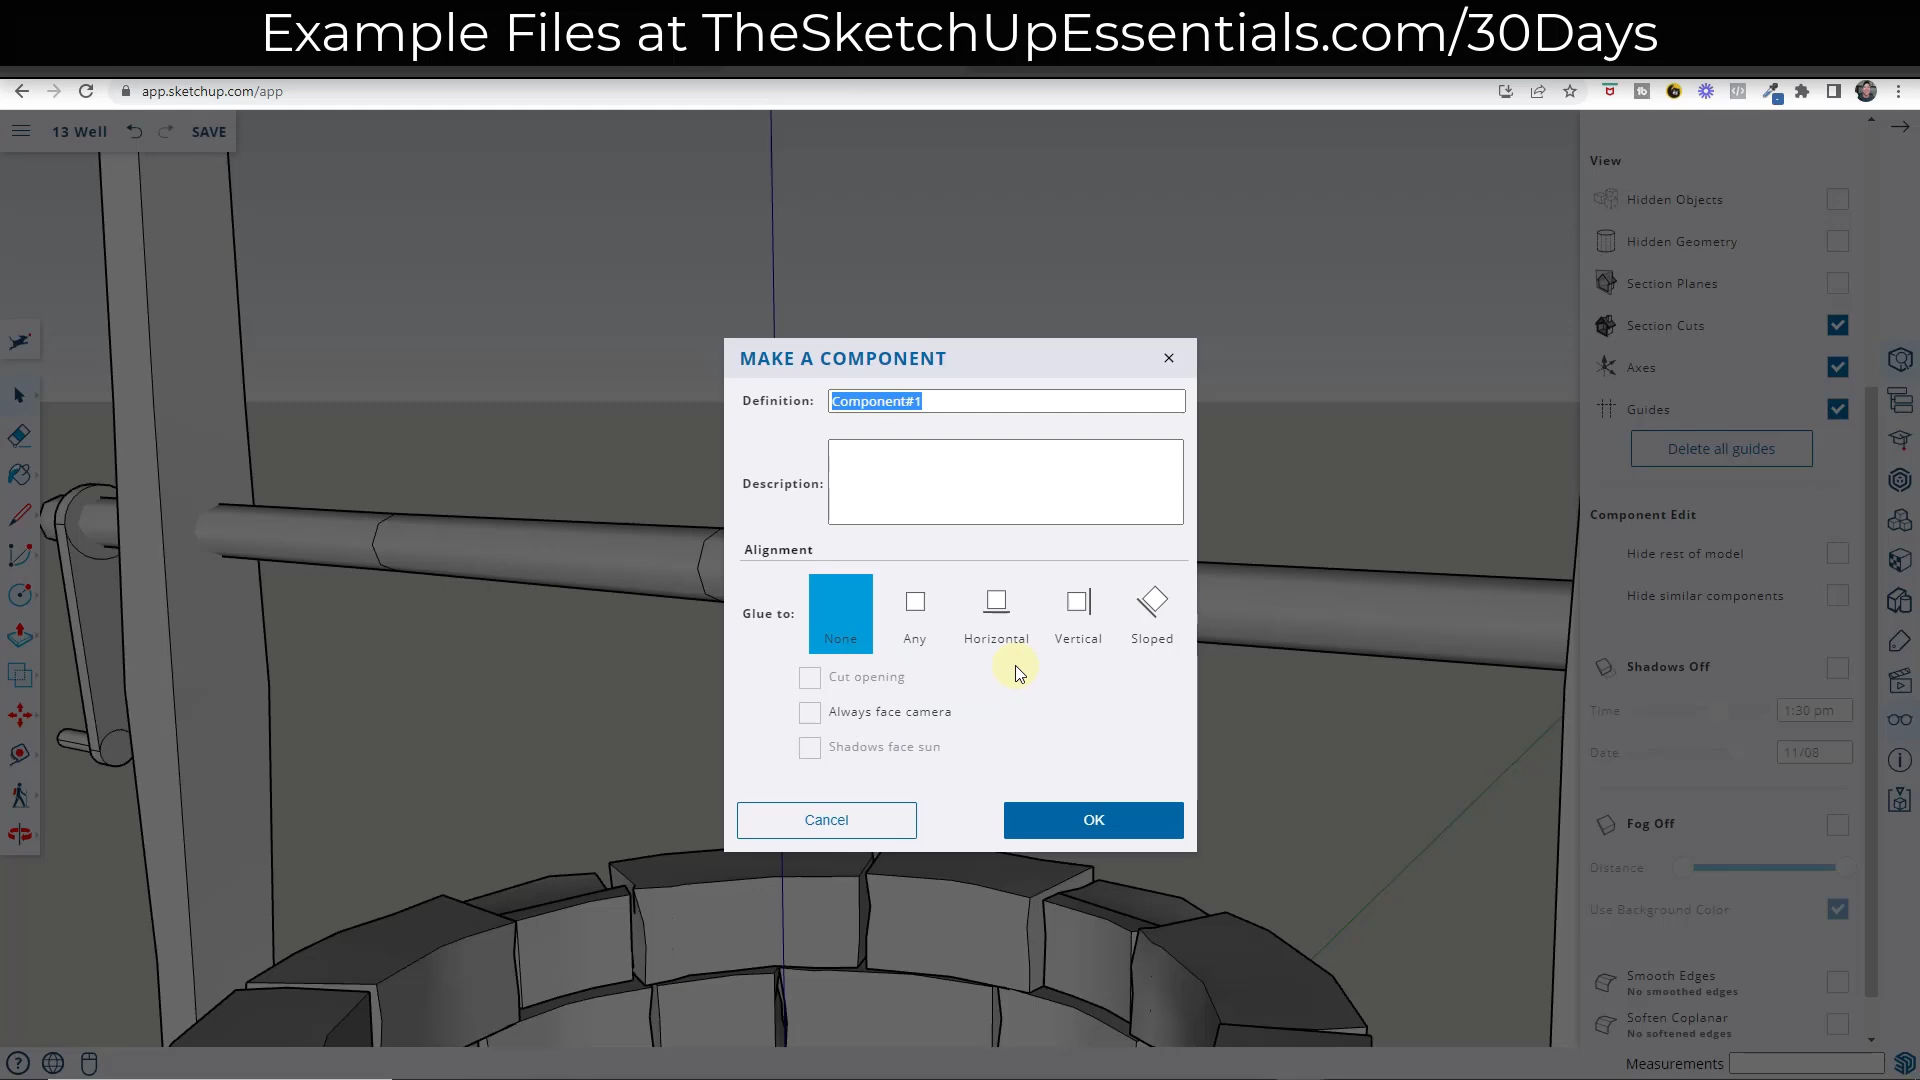 Example Files at TheSketchUpEssentials.com/30Days
app.sketchup.com/app
13 Well
SAVE
View
Hidden Objects
Hidden Geometry
Section Planes
Section Cuts
Axes
Guides
Delete all guides
Component Edit
Hide rest of model
Hide similar components
Shadows Off
Time 1:30 pm
Date 11/08
Fog Off
Distance
Use Background Color
Smooth Edges
No smoothed edges
Soften Coplanar
No softened edges
Measurements
MAKE A COMPONENT
Definition: Component#1
Description:
Alignment
Glue to: None Any Horizontal Vertical Sloped
Cut opening
Always face camera
Shadows face sun
Cancel OK